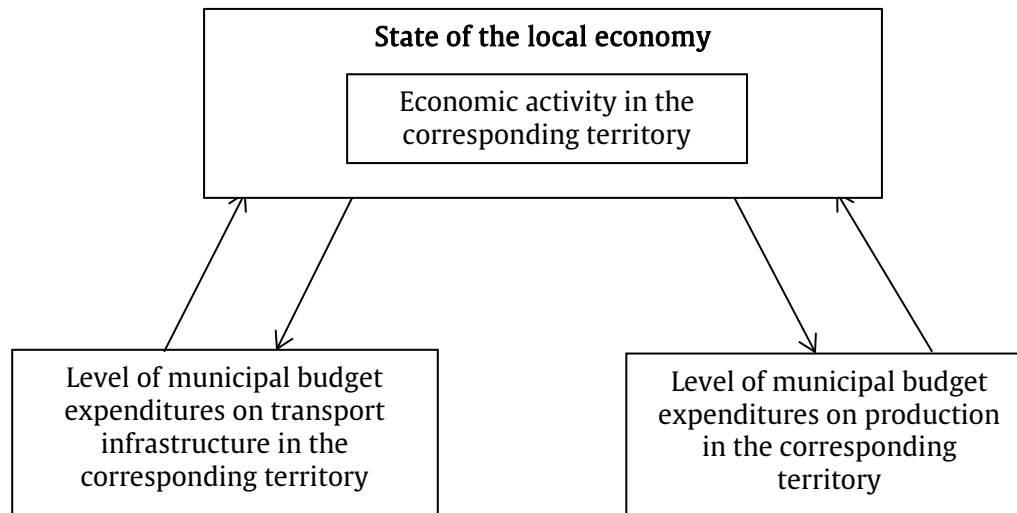 State of the local economy
Economic activity in the
corresponding territory
Level of municipal budget
expenditures on transport
infrastructure in the
corresponding territory
Level of municipal budget
expenditures on production
in the corresponding
territory